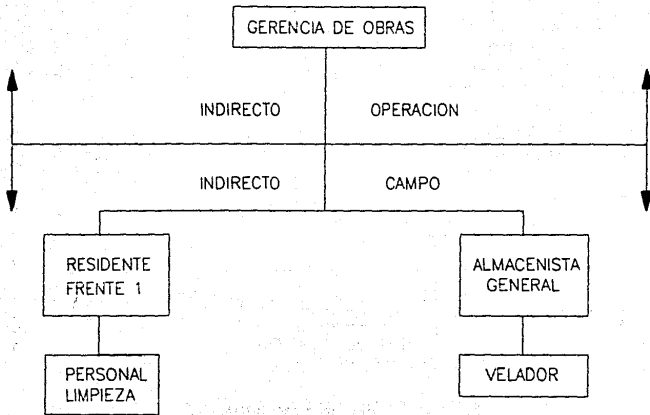 GERENCIA DE OBRAS
INDIRECTO OPERACION
INDIRECTO CAMPO
RESIDENTE
FRENTE 1
ALMACENISTA
GENERAL
PERSONAL
LIMPIEZA
VELADOR